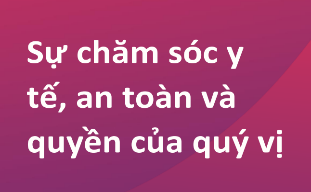 Sự chăm sóc y
tế, an toàn và
quyền của quý vị